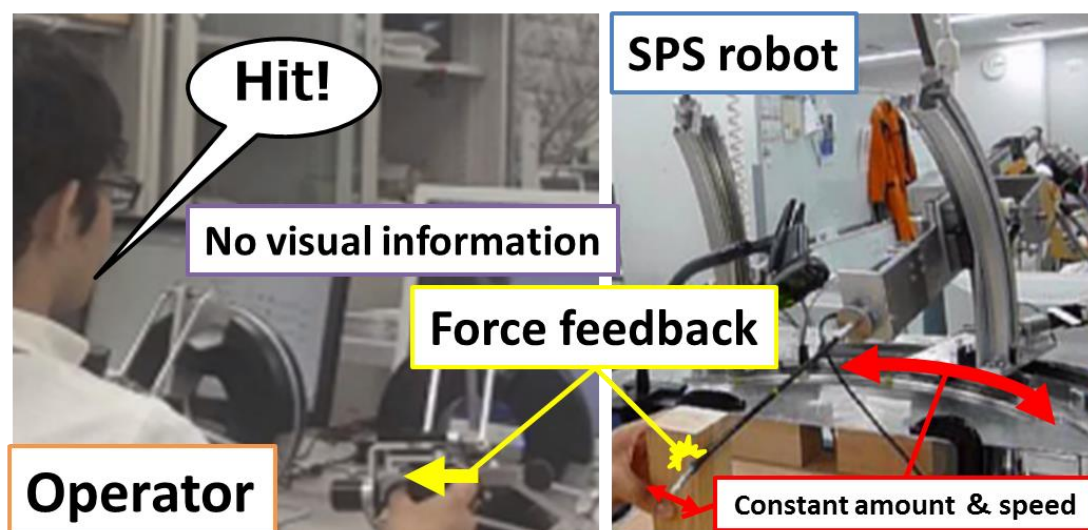 Hit!
SPS robot
No visual information
Force feedback
Operator
Constant amount & speed